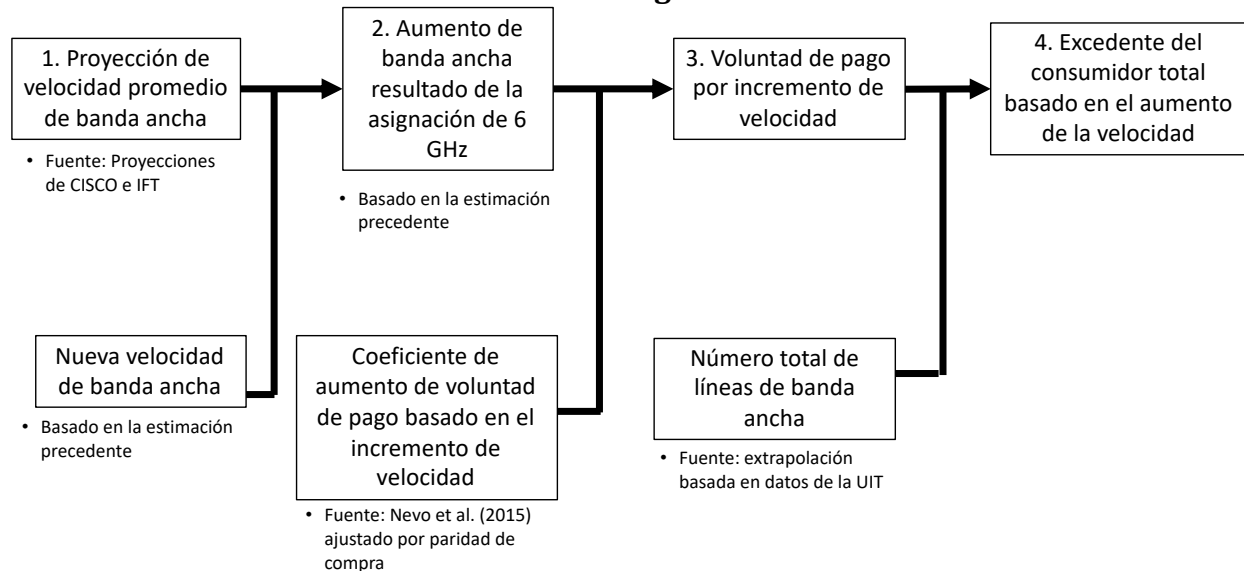 1. Proyección de
velocidad promedio
de banda ancha
• Fuente: Proyecciones
de CISCO e IFT
2. Aumento de
banda ancha
resultado de la
asignación de 6
GHz
• Basado en la estimación
precedente
3. Voluntad de pago
por incremento de
velocidad
4. Excedente del
consumidor total
basado en el aumento
de la velocidad
Nueva velocidad
de banda ancha
• Basado en la estimación
precedente
Coeficiente de
aumento de voluntad
de pago basado en el
incremento de
velocidad
• Fuente: Nevo et al. (2015)
ajustado por paridad de
compra
Número total de
líneas de banda
ancha
• Fuente: extrapolación
basada en datos de la UIT